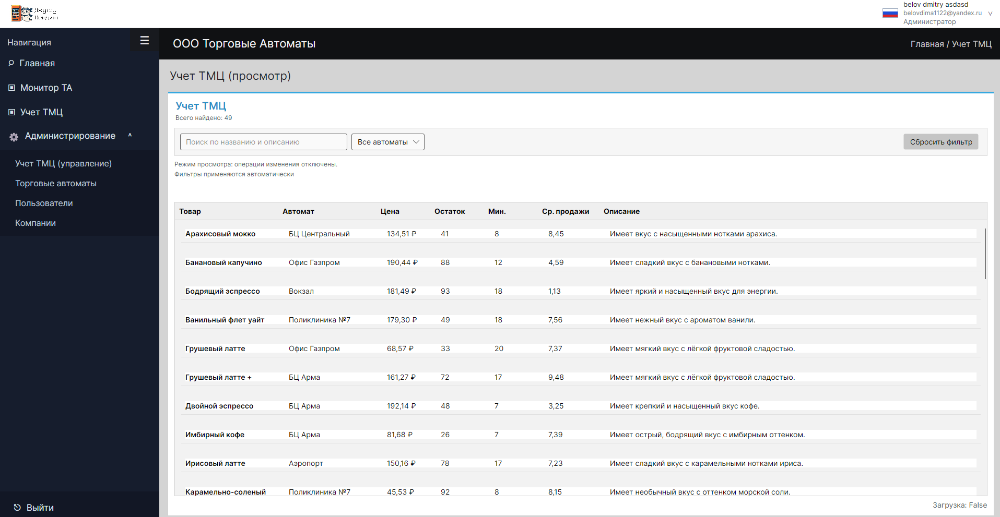 belov dmitry asdasd
belovdima1122@yandex.ru
Администратор
Навигация
ООО Торговые Автоматы
Главная / Учет ТМЦ
Главная
Монитор ТА
Учет ТМЦ
Администрирование
Учет ТМЦ (управление)
Торговые автоматы
Пользователи
Компании
Выйти
Учет ТМЦ (просмотр)
Учет ТМЦ
Всего найдено: 49
Поиск по названию и описанию Все автоматы Сбросить фильтр
Режим просмотра: операции изменения отключены.
Фильтры применяются автоматически
Товар Автомат Цена Остаток Мин. Ср. продажи Описание
Арахисовый мокко БЦ Центральный 134,51 ₽ 41 8 8,45 Имеет вкус с насыщенными нотками арахиса.
Банановый капучино Офис Газпром 190,44 ₽ 88 12 4,59 Имеет сладкий вкус с банановыми нотками.
Бодрящий эспрессо Вокзал 181,49 ₽ 93 18 1,13 Имеет яркий и насыщенный вкус для энергии.
Ванильный флет уайт Поликлиника №7 179,30 ₽ 49 18 7,56 Имеет нежный вкус с ароматом ванили.
Грушевый латте Офис Газпром 68,57 ₽ 33 20 7,37 Имеет мягкий вкус с лёгкой фруктовой сладостью.
Грушевый латте + БЦ Арма 161,27 ₽ 72 17 9,48 Имеет мягкий вкус с лёгкой фруктовой сладостью.
Двойной эспрессо БЦ Арма 192,14 ₽ 48 7 3,25 Имеет крепкий и насыщенный вкус кофе.
Имбирный кофе БЦ Арма 81,68 ₽ 26 7 7,39 Имеет острый, бодрящий вкус с имбирным оттенком.
Ирисовый латте Аэропорт 150,16 ₽ 78 17 7,23 Имеет сладкий вкус с карамельными нотками ириса.
Карамельно-соленый Поликлиника №7 45,53 ₽ 92 8 8,15 Имеет необычный вкус с оттенком морской соли.
Загрузка: False